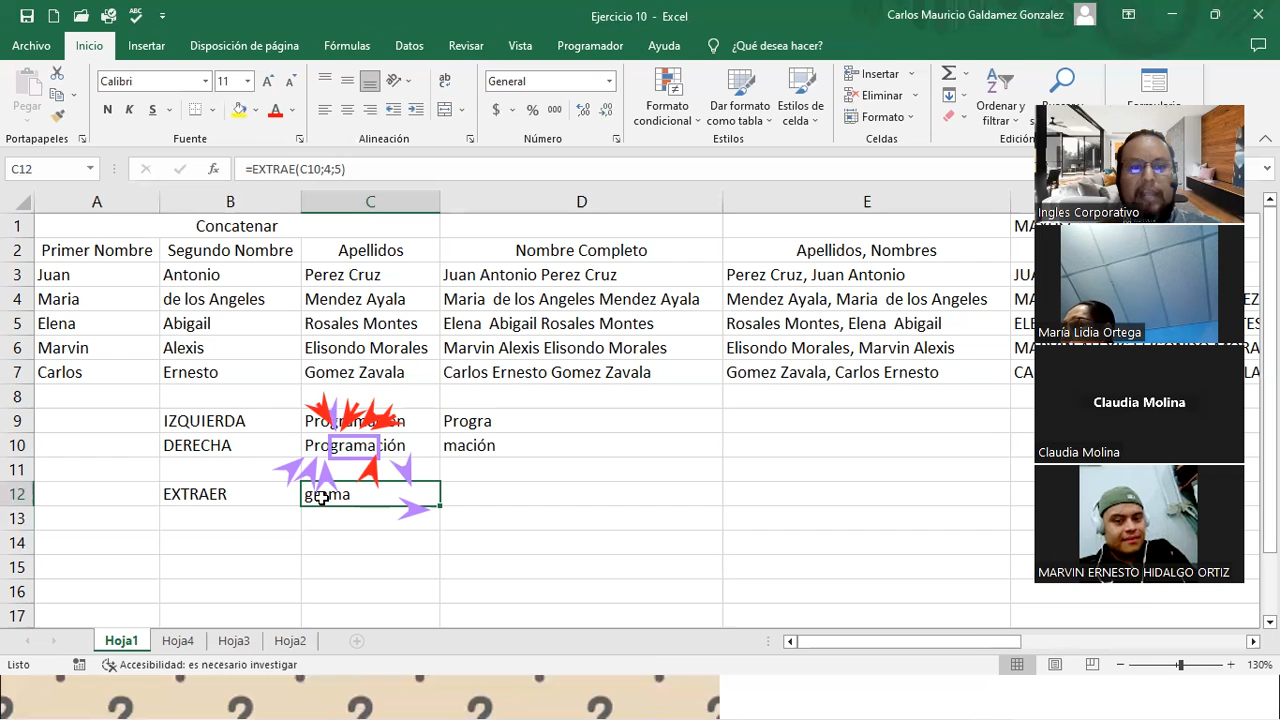 Ejercicio 10 - Excel
Carlos Mauricio Galdamez Gonzalez
Archivo Inicio Insertar Disposición de página Fórmulas Datos Revisar Vista Programador Ayuda ¿Qué desea hacer?
Pegar
Calibri 11
N K S
General
$ % 000
Formato condicional
Dar formato como tabla
Estilos de celda
Insertar
Eliminar
Formato
Ordenar y filtrar
Portapapeles Fuente Alineación Número Estilos Celdas
C12 =EXTRAE(C10;4;5)
A B C D E
1 Concatenar
2 Primer Nombre Segundo Nombre Apellidos Nombre Completo Apellidos, Nombres
3 Juan Antonio Perez Cruz Juan Antonio Perez Cruz Perez Cruz, Juan Antonio
4 Maria de los Angeles Mendez Ayala Maria de los Angeles Mendez Ayala Mendez Ayala, Maria de los Angeles
5 Elena Abigail Rosales Montes Elena Abigail Rosales Montes Rosales Montes, Elena Abigail
6 Marvin Alexis Elisondo Morales Marvin Alexis Elisondo Morales Elisondo Morales, Marvin Alexis
7 Carlos Ernesto Gomez Zavala Carlos Ernesto Gomez Zavala Gomez Zavala, Carlos Ernesto
8
9 IZQUIERDA Programación Progra
10 DERECHA Programación mación
11
12 EXTRAER grama
13
14
15
16
17
Ingles Corporativo
María Lidia Ortega
Claudia Molina
Claudia Molina
MARVIN ERNESTO HIDALGO ORTIZ
Hoja1 Hoja4 Hoja3 Hoja2
Listo Accesibilidad: es necesario investigar 130%
? ? ? ? ? ?